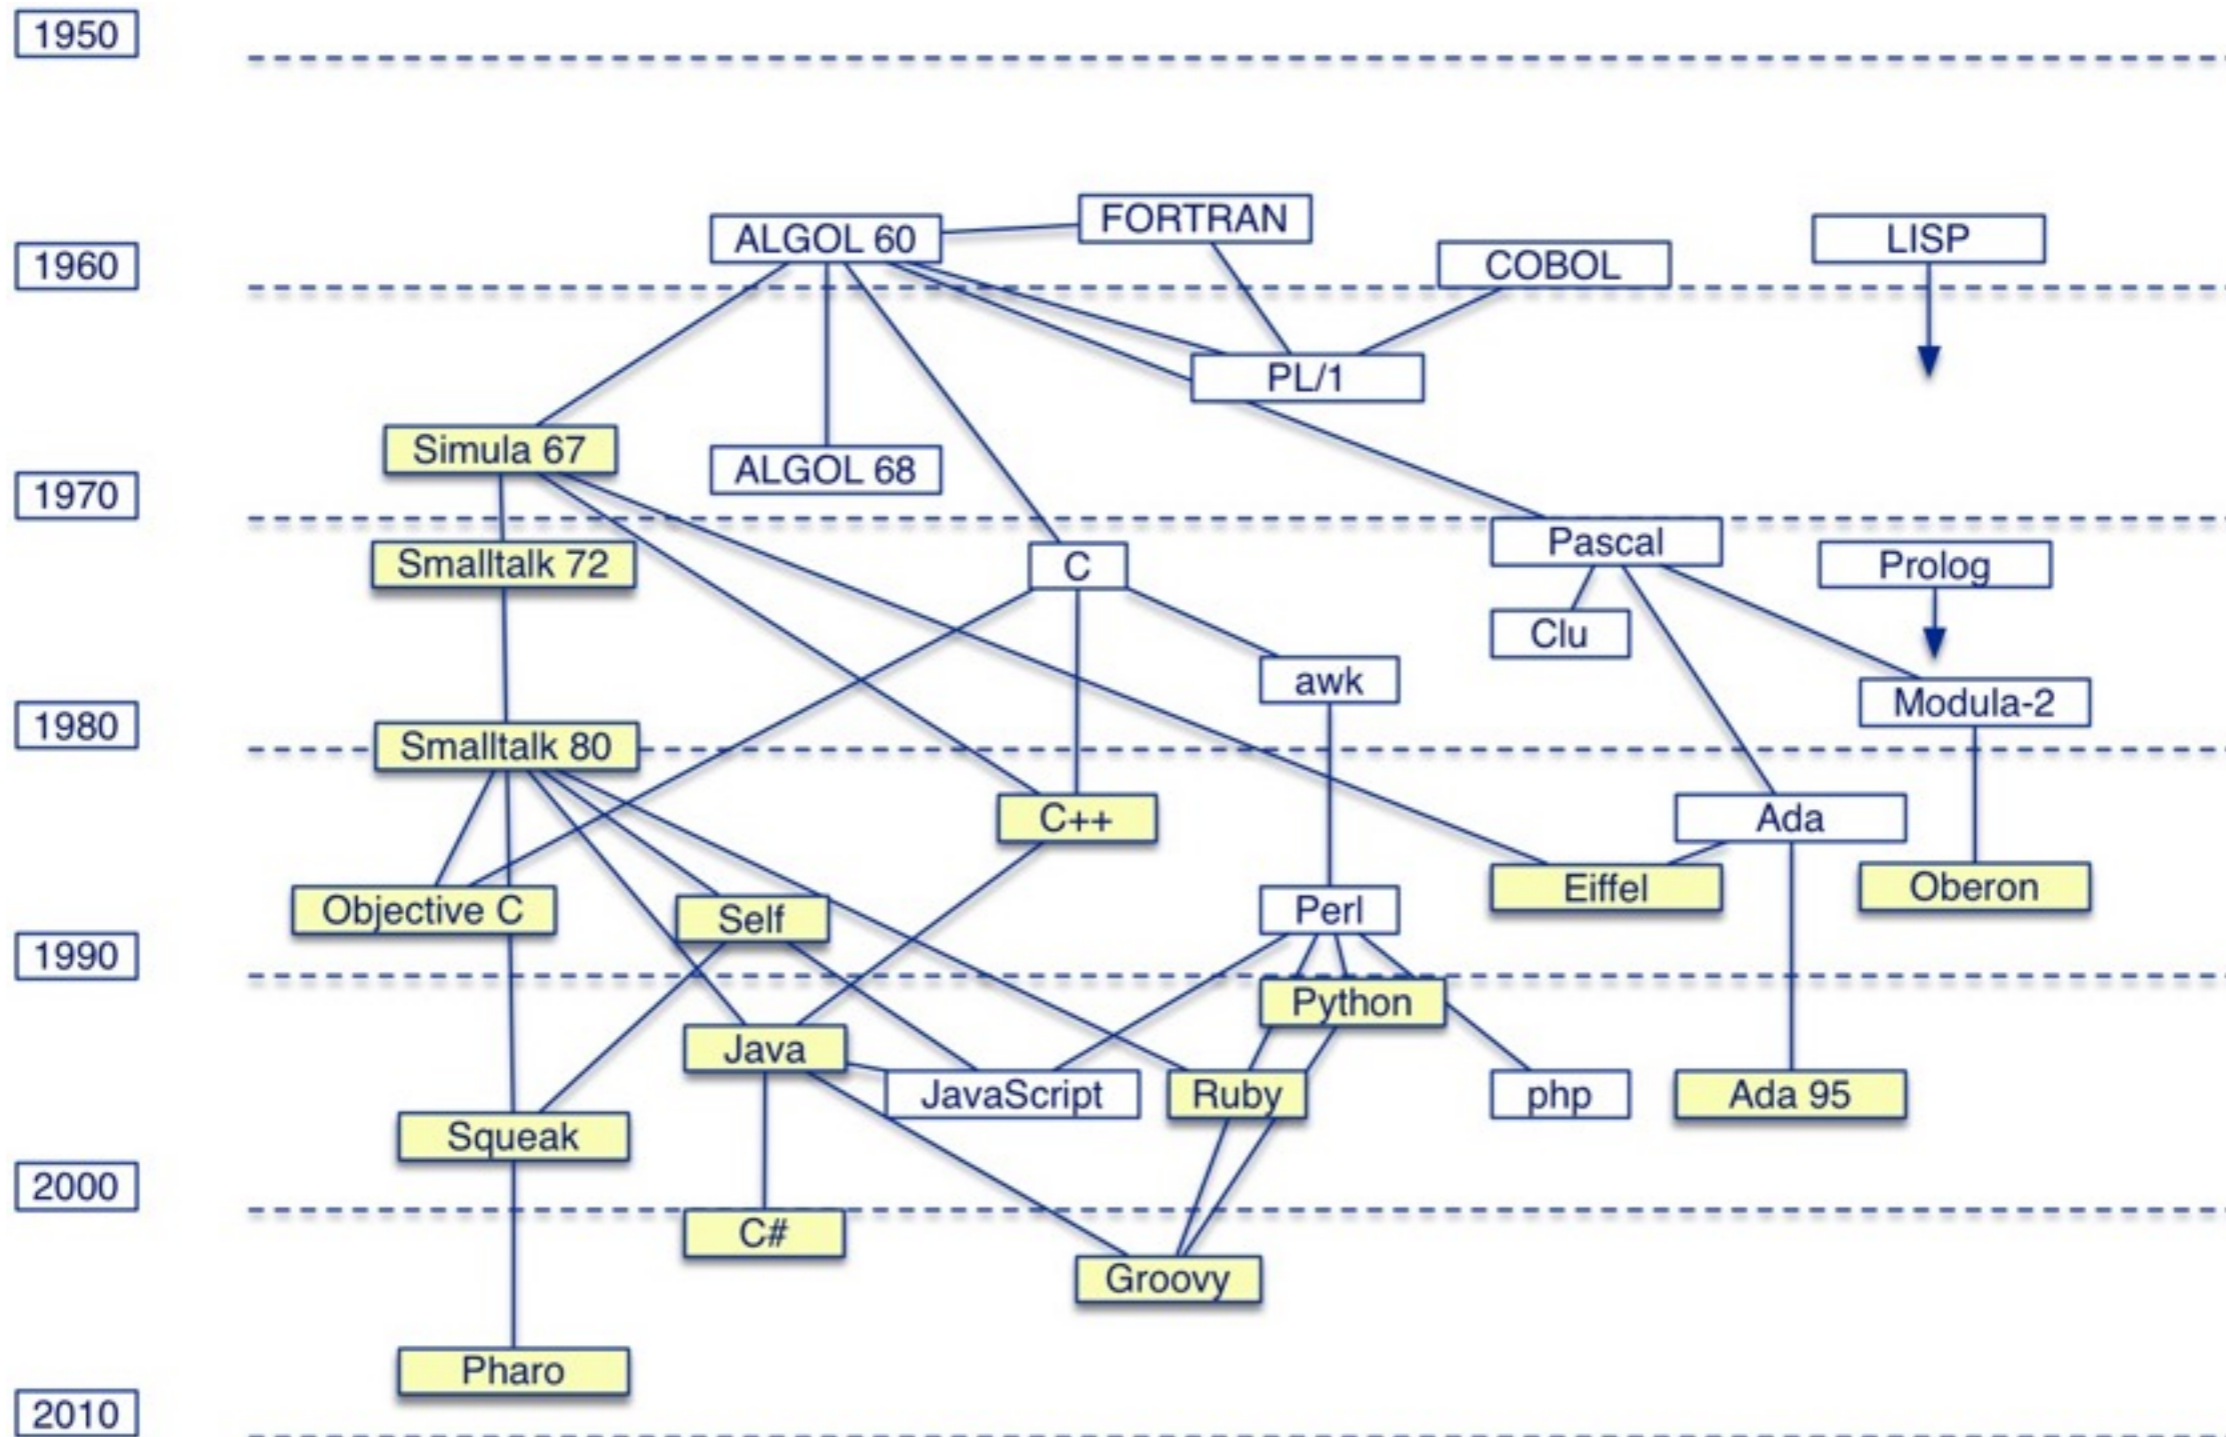 1950
FORTRAN
ALGOL 60
LISP
1960
COBOL
PL/1
Simula 67
ALGOL 68
1970
Pascal
Smalltalk 72
C
Prolog
Clu
awk
Modula-2
1980
Smalltalk 80
C++
Ada
Eiffel
Oberon
Objective C
Self
Perl
1990
Python
Java
JavaScript
Ruby
php
Ada 95
Squeak
2000
C#
Groovy
Pharo
2010